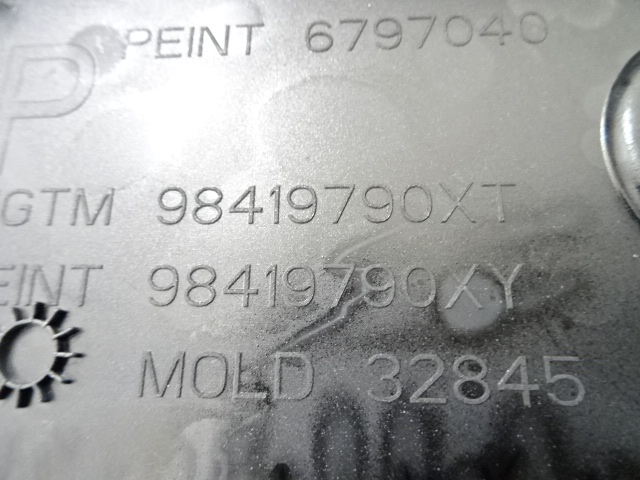 PEINT 6797040
P
GTM 98419790XT
EINT 98419790XY
MOLD 32845